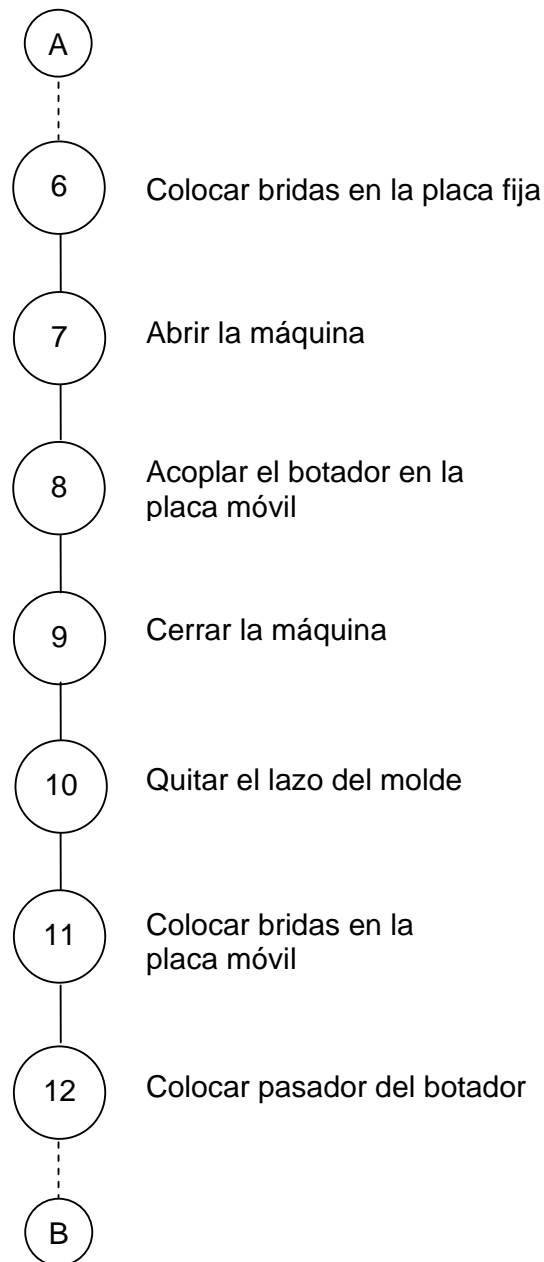 A
6 Colocar bridas en la placa fija
7 Abrir la máquina
8 Acoplar el botador en la
placa móvil
9 Cerrar la máquina
10 Quitar el lazo del molde
11 Colocar bridas en la
placa móvil
12 Colocar pasador del botador
B